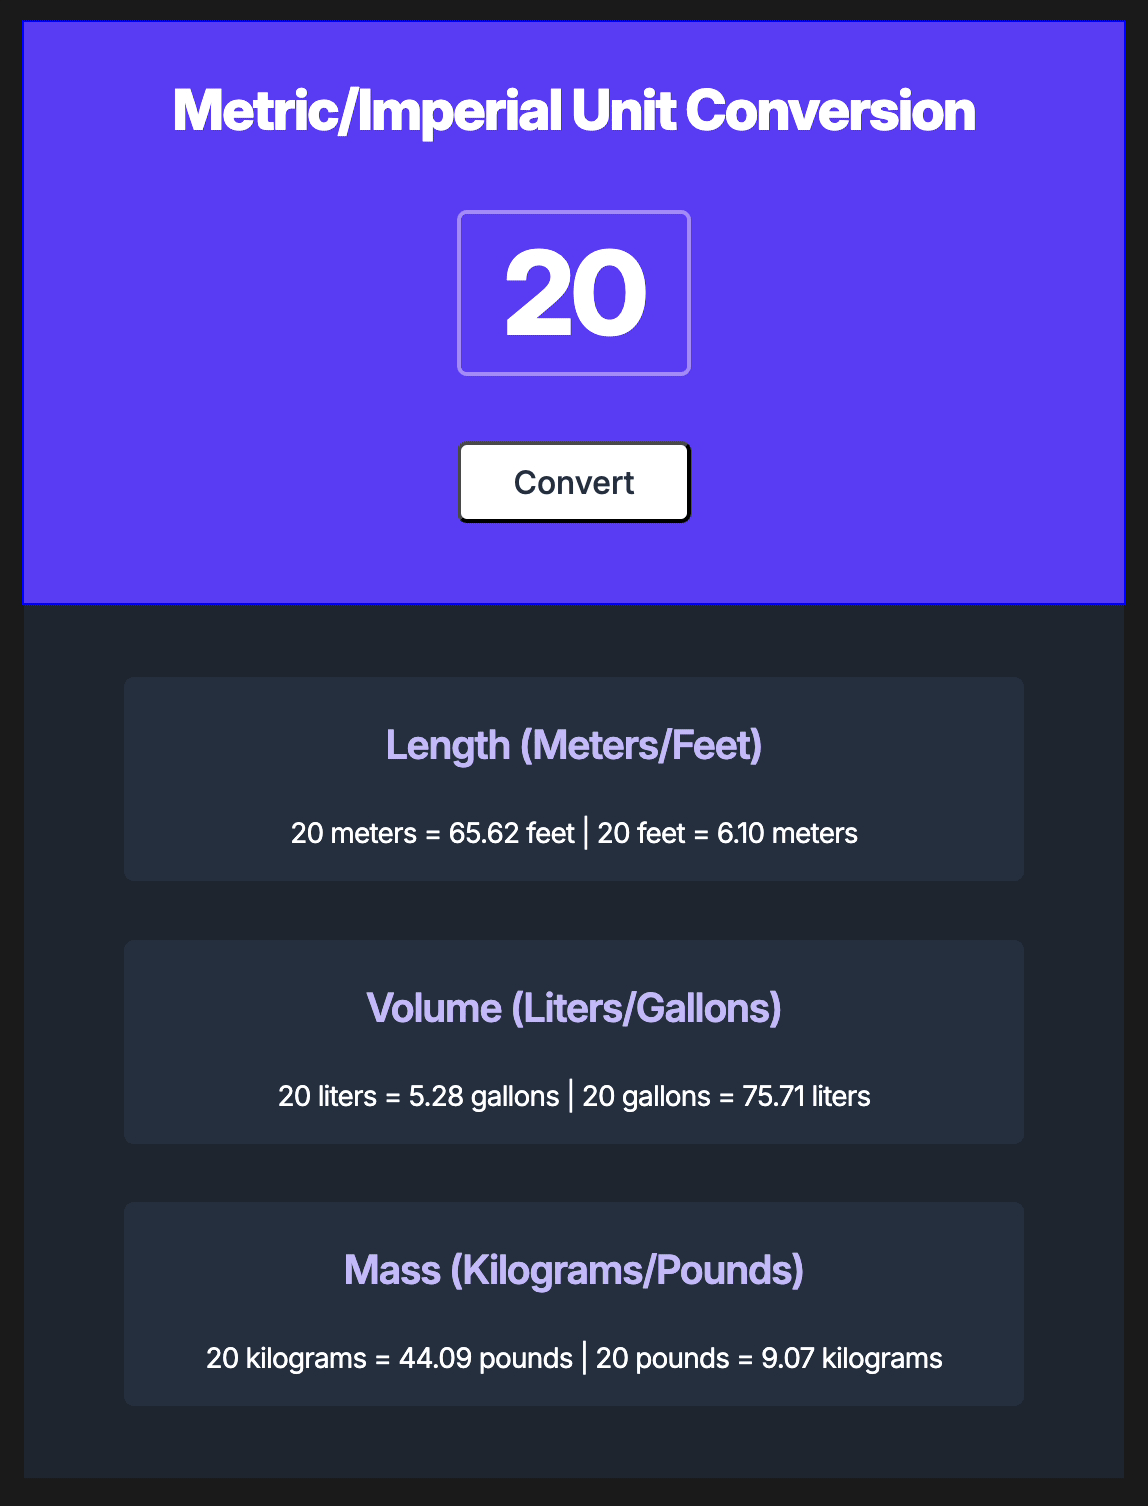 Metric/Imperial Unit Conversion
20
Convert
Length (Meters/Feet)
20 meters = 65.62 feet | 20 feet = 6.10 meters
Volume (Liters/Gallons)
20 liters = 5.28 gallons | 20 gallons = 75.71 liters
Mass (Kilograms/Pounds)
20 kilograms = 44.09 pounds | 20 pounds = 9.07 kilograms